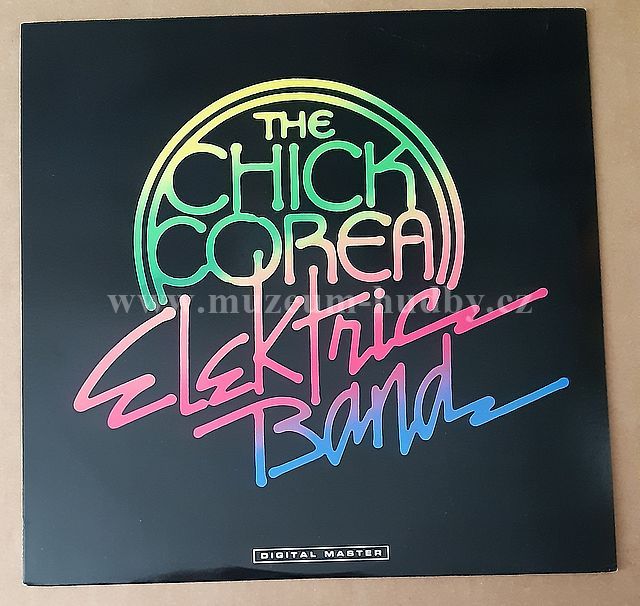 THE
CHICK
COREA
Elektric
Band
www.muzeum-hudby.cz
DIGITAL MASTER